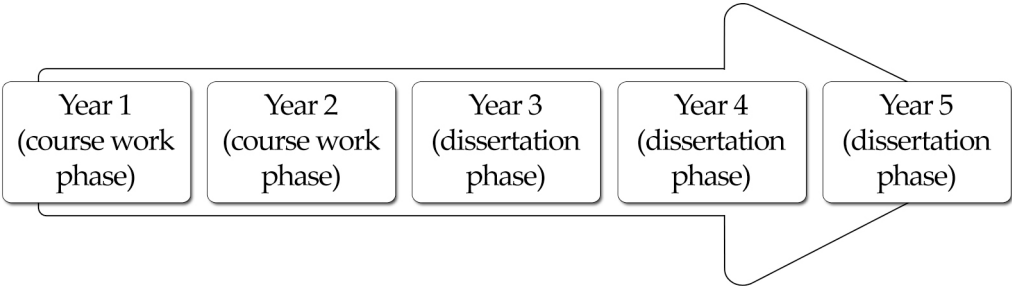 Year 1
(course work
phase)
Year 2
(course work
phase)
Year 3
(dissertation
phase)
Year 4
(dissertation
phase)
Year 5
(dissertation
phase)